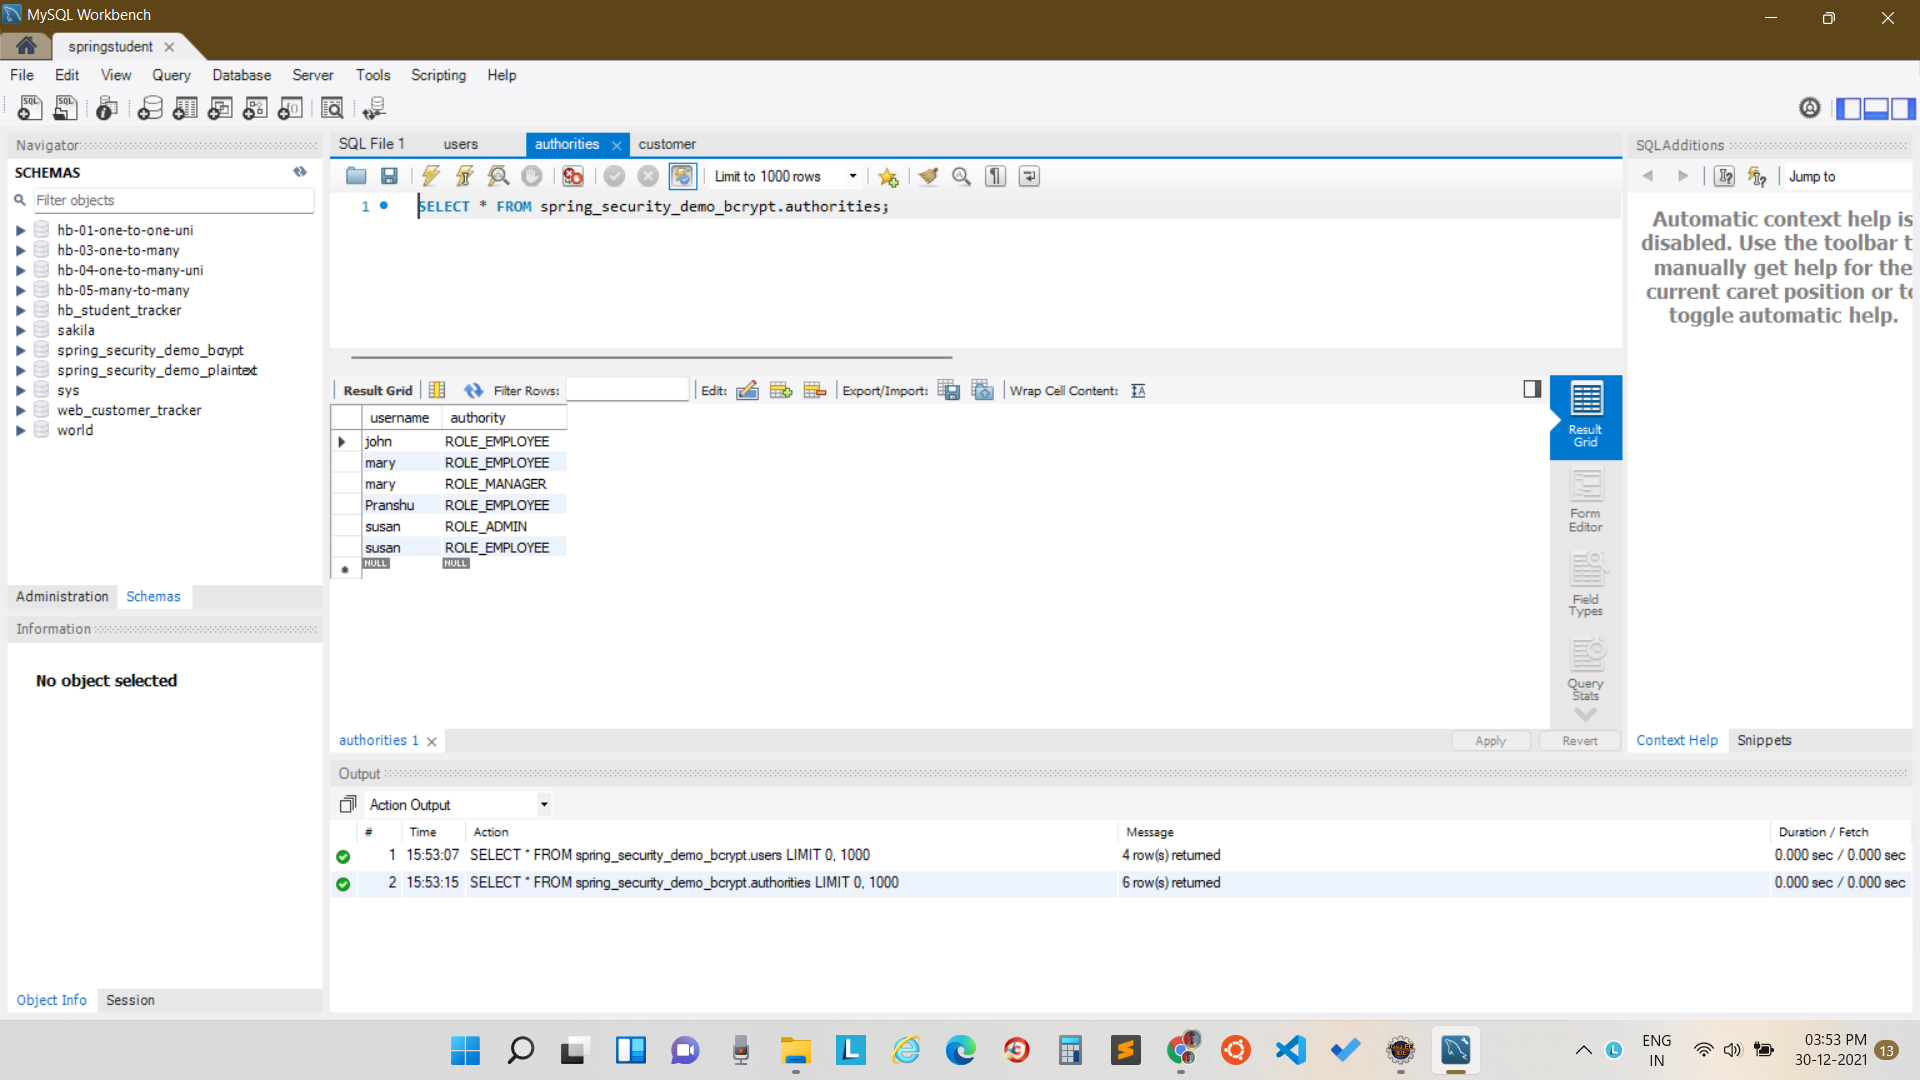 MySQL Workbench
springstudent
File Edit View Query Database Server Tools Scripting Help
Navigator
SCHEMAS
Filter objects
hb-01-one-to-one-uni
hb-03-one-to-many
hb-04-one-to-many-uni
hb-05-many-to-many
hb_student_tracker
sakila
spring_security_demo_bcrypt
spring_security_demo_plaintext
sys
web_customer_tracker
world
Administration Schemas
Information
No object selected
Object Info Session
SQL File 1 users authorities customer
Limit to 1000 rows
1 SELECT * FROM spring_security_demo_bcrypt.authorities;
Result Grid Filter Rows: Edit: Export/Import: Wrap Cell Content:
username authority
john ROLE_EMPLOYEE
mary ROLE_EMPLOYEE
mary ROLE_MANAGER
Pranshu ROLE_EMPLOYEE
susan ROLE_ADMIN
susan ROLE_EMPLOYEE
NULL NULL
Result
Grid
Form
Editor
Field
Types
Query
Stats
authorities 1 Apply Revert
SQLAdditions
Jump to
Automatic context help is
disabled. Use the toolbar t
manually get help for the
current caret position or to
toggle automatic help.
Context Help Snippets
Output
Action Output
# Time Action Message Duration / Fetch
1 15:53:07 SELECT * FROM spring_security_demo_bcrypt.users LIMIT 0, 1000 4 row(s) returned 0.000 sec / 0.000 sec
2 15:53:15 SELECT * FROM spring_security_demo_bcrypt.authorities LIMIT 0, 1000 6 row(s) returned 0.000 sec / 0.000 sec
ENG
IN
03:53 PM
30-12-2021
13